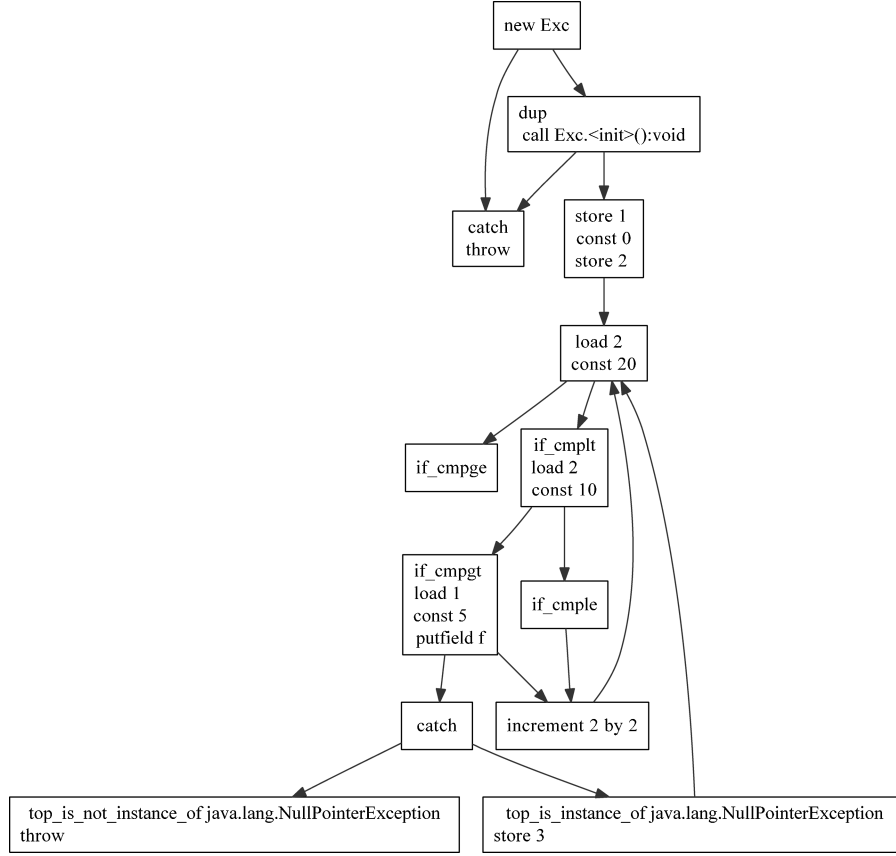 new Exc
dup
call Exc.<init>():void
catch
throw
store 1
const 0
store 2
load 2
const 20
if_cmpge
if_cmplt
load 2
const 10
if_cmpgt
load 1
const 5
putfield f
if_cmple
catch
increment 2 by 2
top_is_not_instance_of java.lang.NullPointerException
throw
top_is_instance_of java.lang.NullPointerException
store 3